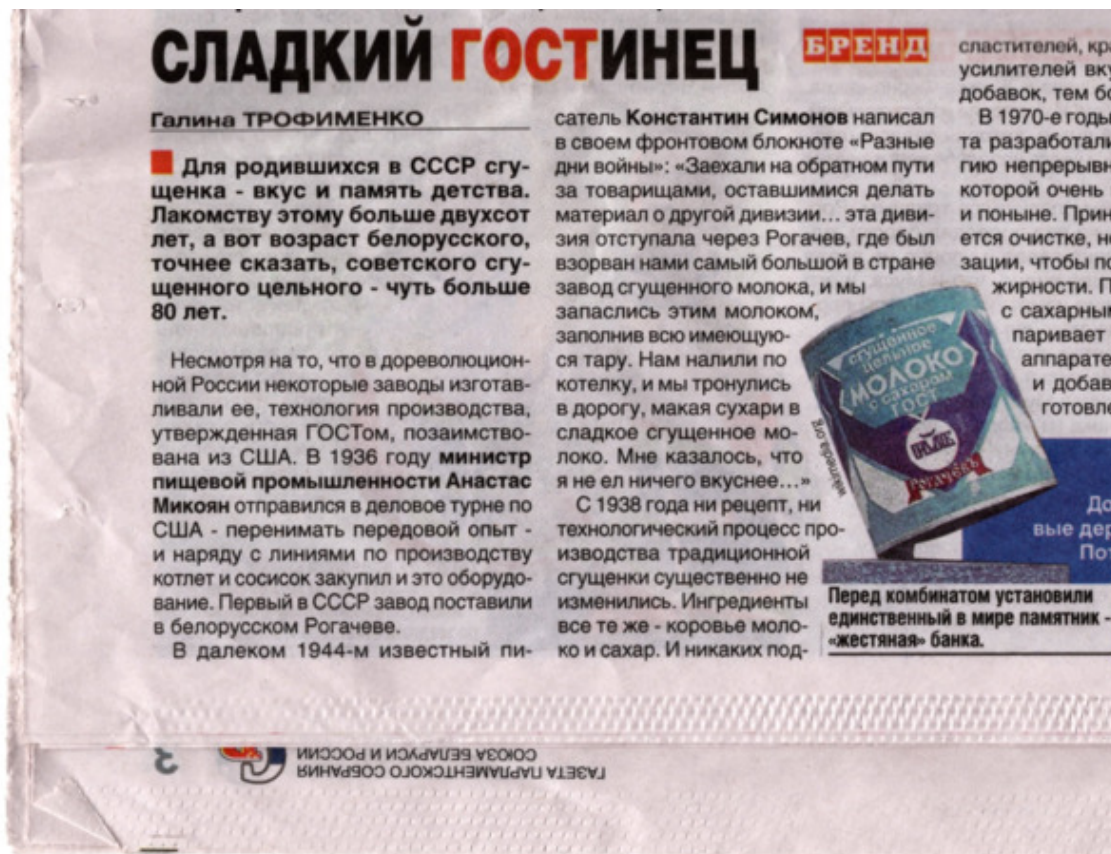 СЛАДКИЙ ГОСТИНЕЦ
БРЕНД
Галина ТРОФИМЕНКО
Для родившихся в СССР сгу-
щенка - вкус и память детства.
Лакомству этому больше двухсот
лет, а вот возраст белорусского,
точнее сказать, советского сгу-
щенного цельного - чуть больше
80 лет.
Несмотря на то, что в дореволюцион-
ной России некоторые заводы изготав-
ливали ее, технология производства,
утвержденная ГОСТом, позаимство-
вана из США. В 1936 году министр
пищевой промышленности Анастас
Микоян отправился в деловое турне по
США - перенимать передовой опыт -
и наряду с линиями по производству
котлет и сосисок закупил и это оборудо-
вание. Первый в СССР завод поставили
в белорусском Рогачеве.
В далеком 1944-м известный пи-
сатель Константин Симонов написал
в своем фронтовом блокноте «Разные
дни войны»: «Заехали на обратном пути
за товарищами, оставшимися делать
материал о другой дивизии… эта диви-
зия отступала через Рогачев, где был
взорван нами самый большой в стране
завод сгущенного молока, и мы
запаслись этим молоком,
заполнив всю имеющую-
ся тару. Нам налили по
котелку, и мы тронулись
в дорогу, макая сухари в
сладкое сгущенное мо-
локо. Мне казалось, что
я не ел ничего вкуснее…»
С 1938 года ни рецепт, ни
технологический процесс про-
изводства традиционной
сгущенки существенно не
изменились. Ингредиенты
все те же - коровье моло-
ко и сахар. И никаких под-
сластителей, кра
усилителей вку
добавок, тем бо
В 1970-е годы
та разработали
гию непрерывн
которой очень
и поныне. Прин
ется очистке, но
зации, чтобы по
жирности. П
с сахарным
паривает
аппарате
и добав
готовле
сгущённое
цельное
МОЛОКО
с сахаром
ГОСТ
Рогачевъ
wikimedia.org
До
вые дер
Пот
Перед комбинатом установили
единственный в мире памятник -
«жестяная» банка.
ГАЗЕТА ПАРЛАМЕНТСКОГО СОБРАНИЯ
СОЮЗА БЕЛАРУСИ И РОССИИ
3